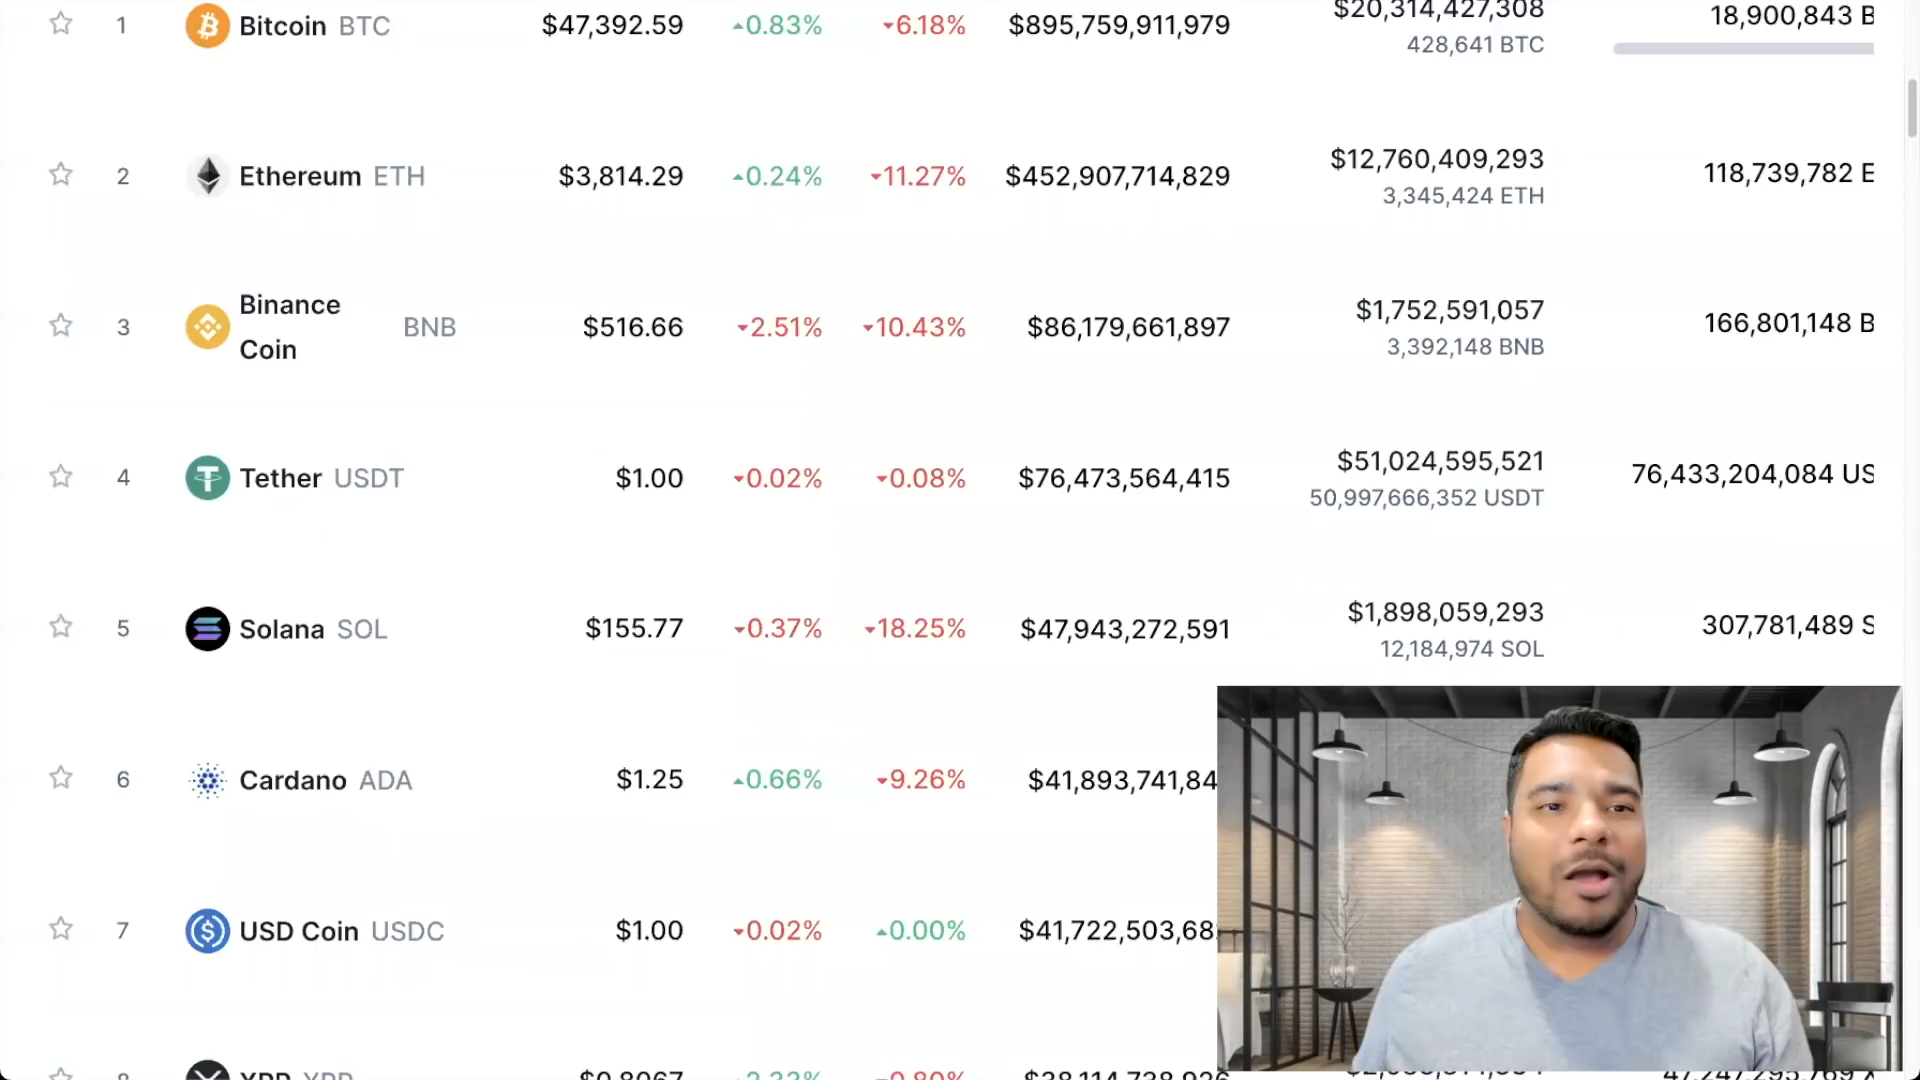 1 Bitcoin BTC $47,392.59 0.83% 6.18% $895,759,911,979 $20,314,427,308 18,900,843 B
428,641 BTC
2 Ethereum ETH $3,814.29 0.24% 11.27% $452,907,714,829 $12,760,409,293 118,739,782 E
3,345,424 ETH
3 Binance Coin BNB $516.66 2.51% 10.43% $86,179,661,897 $1,752,591,057 166,801,148 B
3,392,148 BNB
4 Tether USDT $1.00 0.02% 0.08% $76,473,564,415 $51,024,595,521 76,433,204,084 US
50,997,666,352 USDT
5 Solana SOL $155.77 0.37% 18.25% $47,943,272,591 $1,898,059,293 307,781,489 S
12,184,974 SOL
6 Cardano ADA $1.25 0.66% 9.26% $41,893,741,84
7 USD Coin USDC $1.00 0.02% 0.00% $41,722,503,68
8 XRP XRP $0.8067